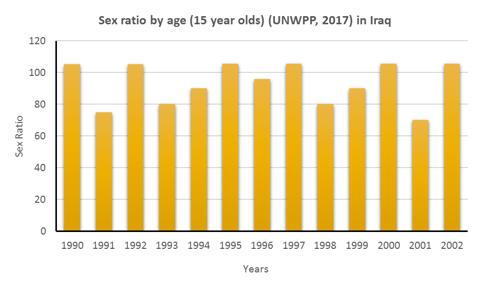 Sex ratio by age (15 year olds) (UNWPP, 2017) in Iraq
120
100
80
60
40
20
0
Sex Ratio
1990 1991 1992 1993 1994 1995 1996 1997 1998 1999 2000 2001 2002
Years